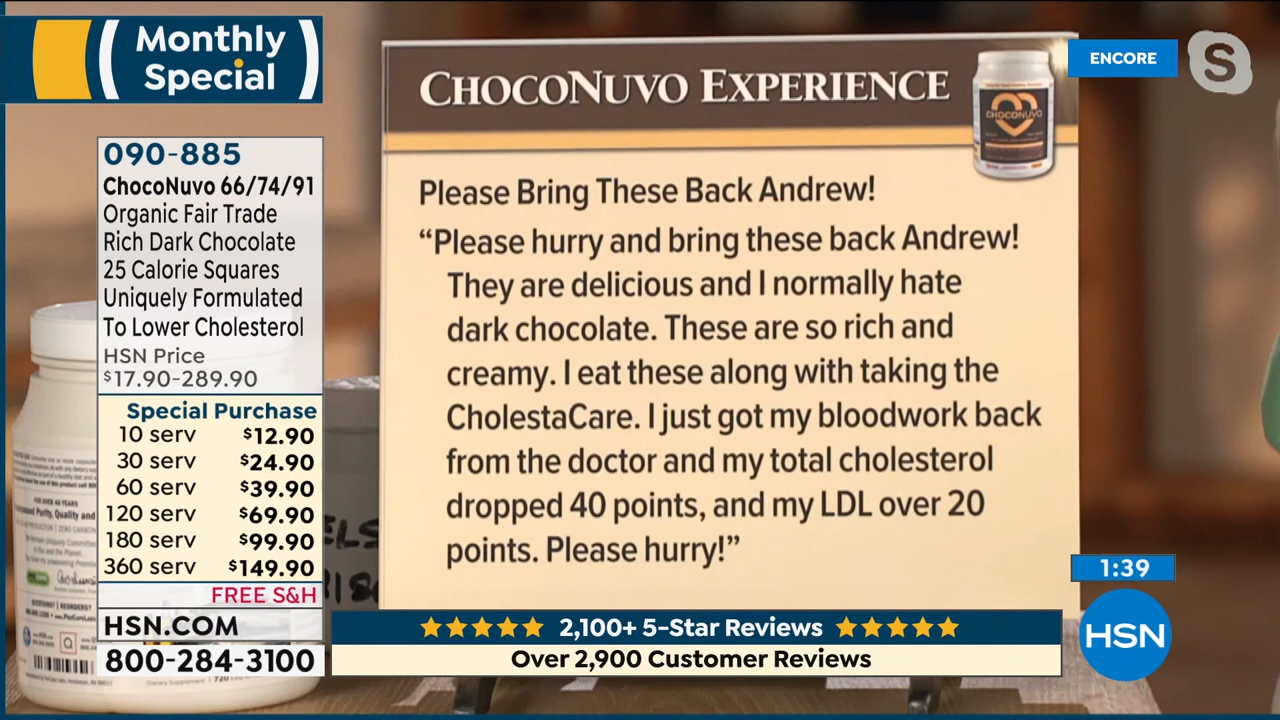 Monthly
Special
ENCORE
S
090-885
ChocoNuvo 66/74/91
Organic Fair Trade
Rich Dark Chocolate
25 Calorie Squares
Uniquely Formulated
To Lower Cholesterol
HSN Price
$17.90-289.90
Special Purchase
10 serv $12.90
30 serv $24.90
60 serv $39.90
120 serv $69.90
180 serv $99.90
360 serv $149.90
FREE S&H
HSN.COM
800-284-3100
CHOCONUVO EXPERIENCE
CHOCONUVO
Please Bring These Back Andrew!
“Please hurry and bring these back Andrew!
They are delicious and I normally hate
dark chocolate. These are so rich and
creamy. I eat these along with taking the
CholestaCare. I just got my bloodwork back
from the doctor and my total cholesterol
dropped 40 points, and my LDL over 20
points. Please hurry!”
1:39
HSN
2,100+ 5-Star Reviews
Over 2,900 Customer Reviews